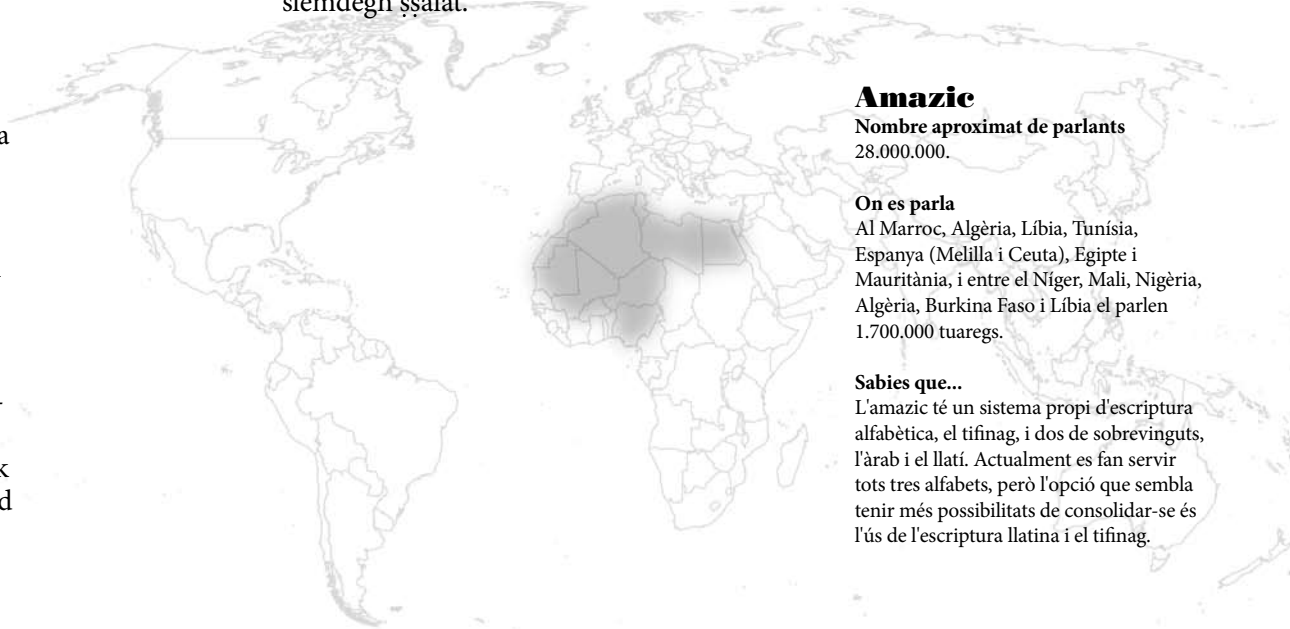 slemdegh ṣṣalat.
a
k
d
Amazic
Nombre aproximat de parlants
28.000.000.
On es parla
Al Marroc, Algèria, Líbia, Tunísia,
Espanya (Melilla i Ceuta), Egipte i
Mauritània, i entre el Níger, Mali, Nigèria,
Algèria, Burkina Faso i Líbia el parlen
1.700.000 tuaregs.
Sabies que...
L'amazic té un sistema propi d'escriptura
alfabètica, el tifinag, i dos de sobrevinguts,
l'àrab i el llatí. Actualment es fan servir
tots tres alfabets, però l'opció que sembla
tenir més possibilitats de consolidar-se és
l'ús de l'escriptura llatina i el tifinag.